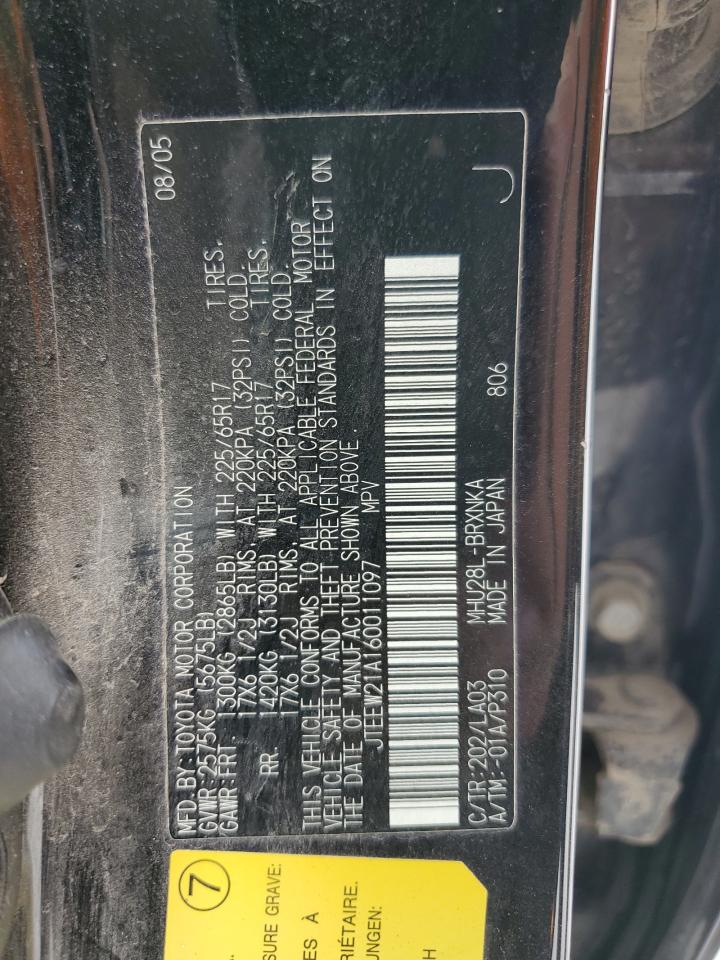 MFD.BY:TOYOTA MOTOR CORPORATION 08/05
GVWR:2575KG (5675LB)
GAWR:FRT. 1300KG (2865LB) WITH 225/65R17 TIRES.
17X6 1/2J RIMS AT 220KPA (32PSI) COLD.
RR. 1420KG (3130LB) WITH 225/65R17 TIRES.
17X6 1/2J RIMS AT 220KPA (32PSI) COLD.
THIS VEHICLE CONFORMS TO ALL APPLICABLE FEDERAL MOTOR
VEHICLE SAFETY AND THEFT PREVENTION STANDARDS IN EFFECT ON
THE DATE OF MANUFACTURE SHOWN ABOVE.
JTEEW21A160011097 MPV
C/TR:202/LA03 MHU28L-BRXNKA
A/TM:-01A/P310 MADE IN JAPAN 806
J
7
SURE GRAVE:
ES À
RIÉTAIRE.
UNGEN:
H